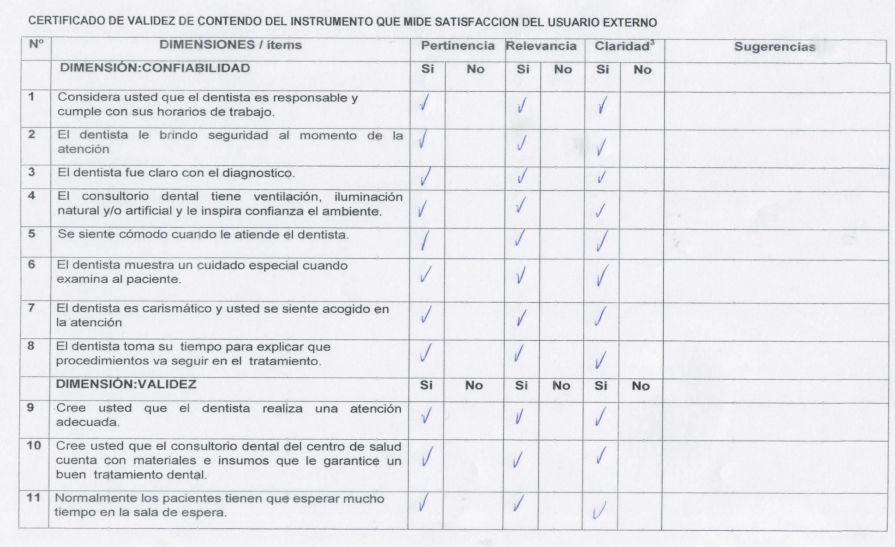 CERTIFICADO DE VALIDEZ DE CONTENDO DEL INSTRUMENTO QUE MIDE SATISFACCION DEL USUARIO EXTERNO
N° DIMENSIONES / items Pertinencia Relevancia Claridad³ Sugerencias
DIMENSIÓN:CONFIABILIDAD Si No Si No Si No
1 Considera usted que el dentista es responsable y ✓ ✓ ✓
cumple con sus horarios de trabajo.
2 El dentista le brindo seguridad al momento de la ✓ ✓ ✓
atención
3 El dentista fue claro con el diagnostico. ✓ ✓ ✓
4 El consultorio dental tiene ventilación, iluminación ✓ ✓ ✓
natural y/o artificial y le inspira confianza el ambiente.
5 Se siente cómodo cuando le atiende el dentista. ✓ ✓ ✓
6 El dentista muestra un cuidado especial cuando ✓ ✓ ✓
examina al paciente.
7 El dentista es carismático y usted se siente acogido en ✓ ✓ ✓
la atención
8 El dentista toma su tiempo para explicar que ✓ ✓ ✓
procedimientos va seguir en el tratamiento.
DIMENSIÓN:VALIDEZ Si No Si No Si No
9 Cree usted que el dentista realiza una atención ✓ ✓ ✓
adecuada.
10 Cree usted que el consultorio dental del centro de salud ✓ ✓ ✓
cuenta con materiales e insumos que le garantice un
buen tratamiento dental.
11 Normalmente los pacientes tienen que esperar mucho ✓ ✓ ✓
tiempo en la sala de espera.